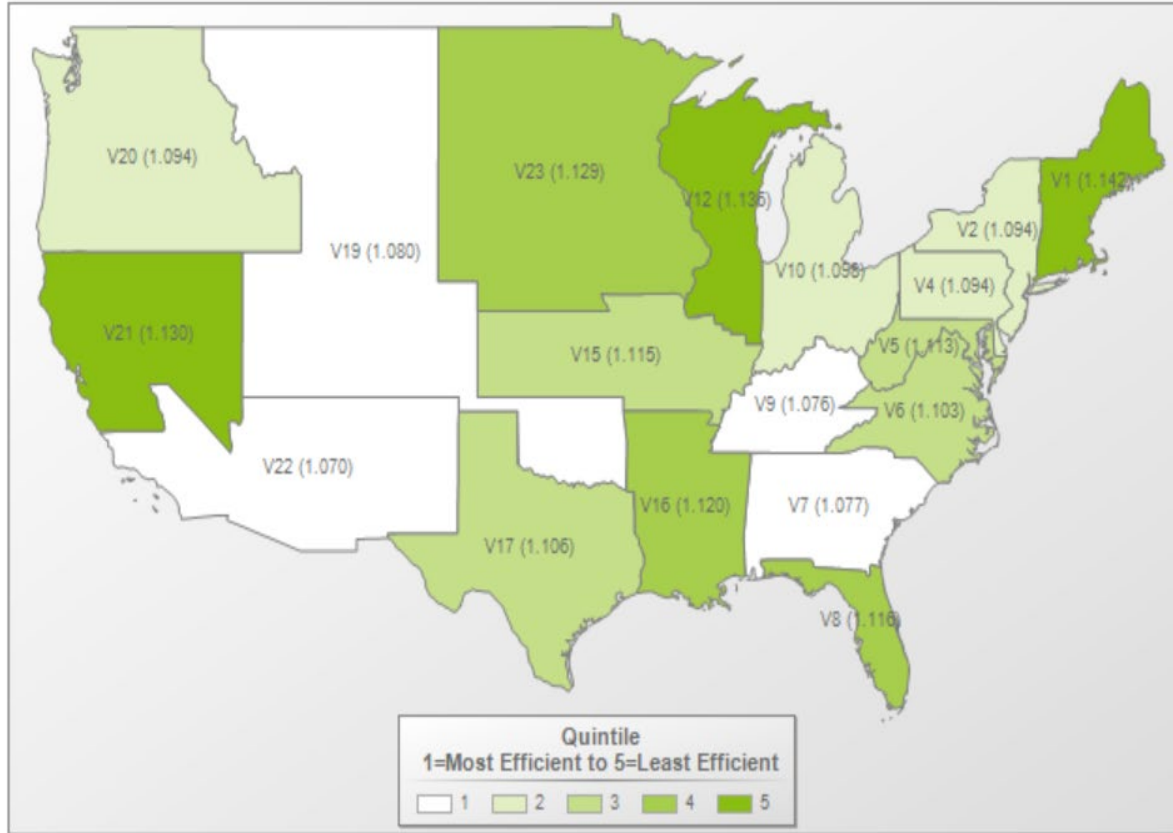 V20 (1.094)
V23 (1.129)
V12 (1.135)
V1 (1.142)
V2 (1.094)
V19 (1.080)
V10 (1.098)
V4 (1.094)
V21 (1.130)
V15 (1.115)
V5 (1.113)
V9 (1.076)
V6 (1.103)
V22 (1.070)
V16 (1.120)
V7 (1.077)
V17 (1.106)
V8 (1.116)
Quintile
1=Most Efficient to 5=Least Efficient
1 2 3 4 5